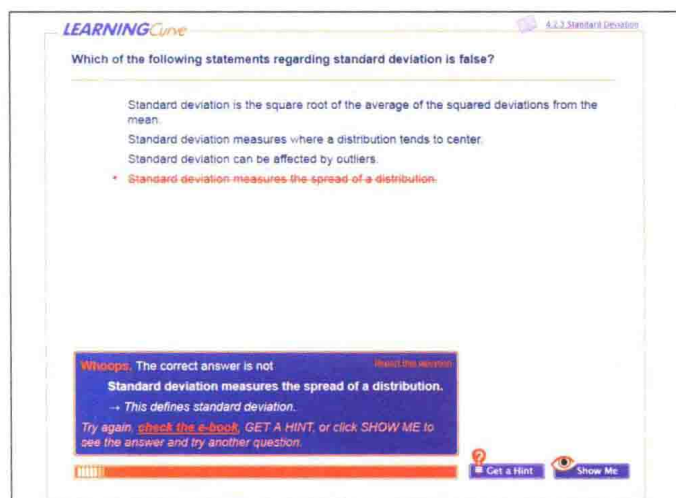 LEARNINGCurve
4.2.3 Standard Deviation
Which of the following statements regarding standard deviation is false?
Standard deviation is the square root of the average of the squared deviations from the
mean.
Standard deviation measures where a distribution tends to center.
Standard deviation can be affected by outliers.
• Standard deviation measures the spread of a distribution.
Whoops. The correct answer is not
Report this question
Standard deviation measures the spread of a distribution.
→ This defines standard deviation.
Try again, check the e-book, GET A HINT, or click SHOW ME to
see the answer and try another question.
Get a Hint
Show Me